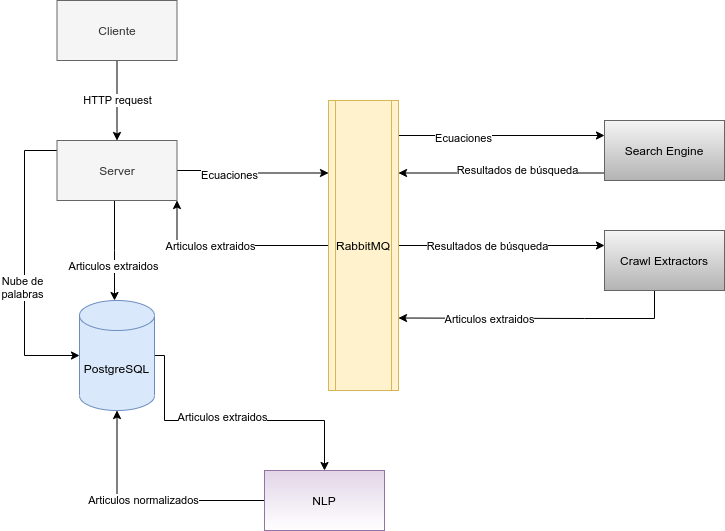 Cliente
HTTP request
Server
Ecuaciones
Ecuaciones
Search Engine
Resultados de búsqueda
Articulos extraidos
RabbitMQ
Resultados de búsqueda
Crawl Extractors
Articulos extraidos
Nube de
palabras
Articulos extraidos
PostgreSQL
Articulos extraidos
Articulos normalizados
NLP